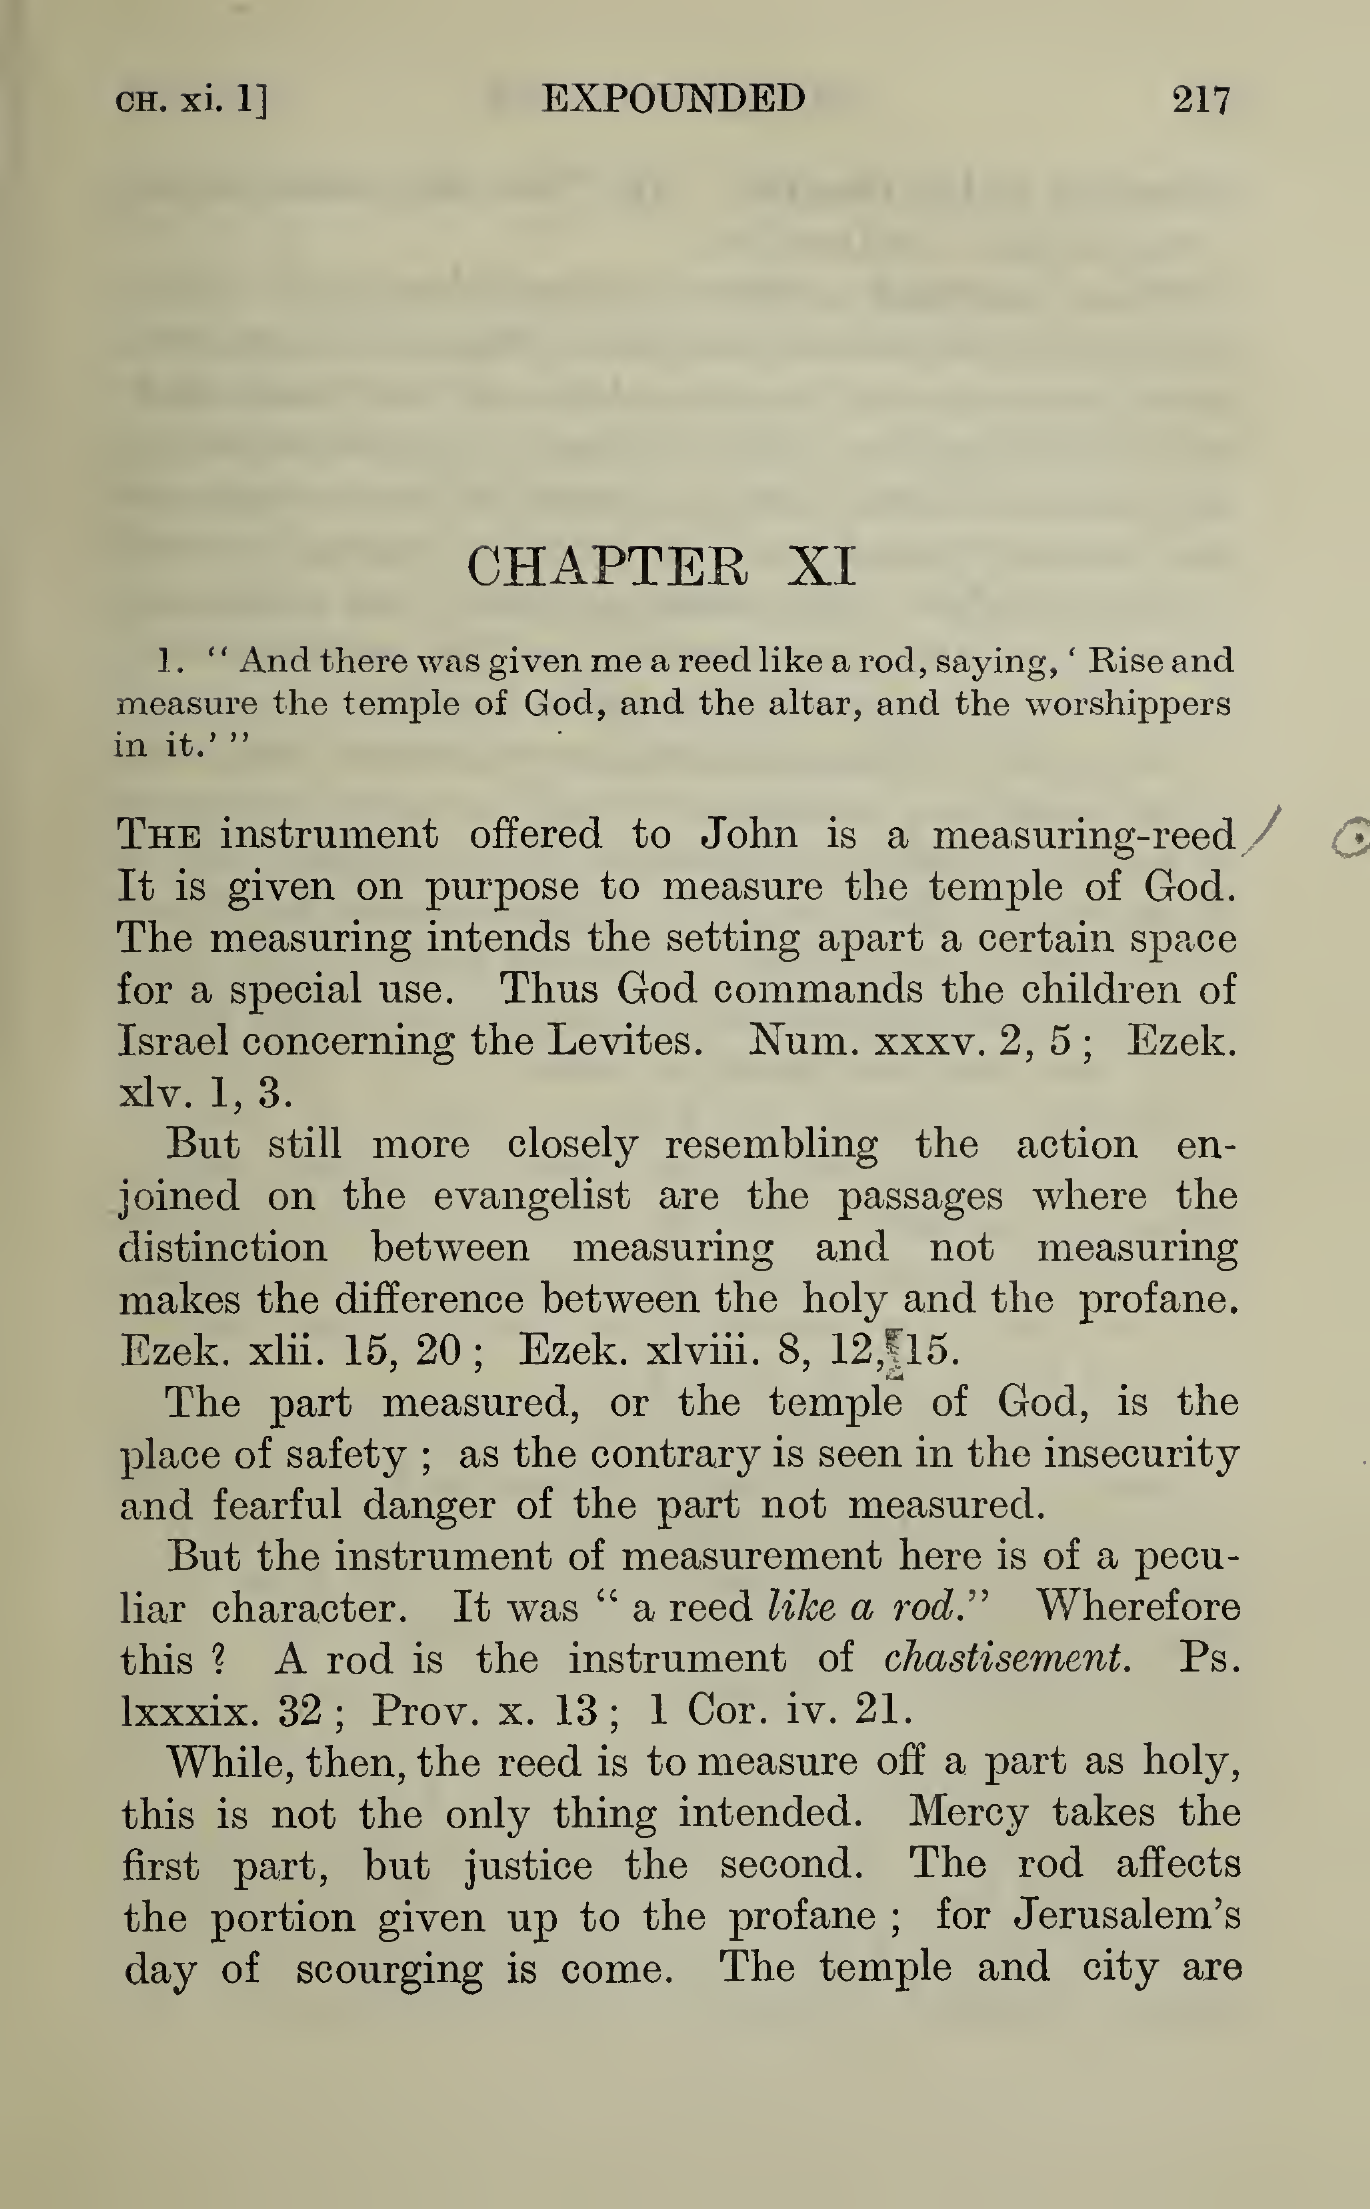 CH. xi. 1] EXPOUNDED 217
CHAPTER XI
1. “ And there was given me a reed like a rod, saying, ‘ Rise and
measure the temple of God, and the altar, and the worshippers
in it.’ ”
THE instrument offered to John is a measuring-reed
It is given on purpose to measure the temple of God.
The measuring intends the setting apart a certain space
for a special use. Thus God commands the children of
Israel concerning the Levites. Num. xxxv. 2, 5 ; Ezek.
xlv. 1, 3.
But still more closely resembling the action en-
joined on the evangelist are the passages where the
distinction between measuring and not measuring
makes the difference between the holy and the profane.
Ezek. xlii. 15, 20 ; Ezek. xlviii. 8, 12, 15.
The part measured, or the temple of God, is the
place of safety ; as the contrary is seen in the insecurity
and fearful danger of the part not measured.
But the instrument of measurement here is of a pecu-
liar character. It was “ a reed like a rod.” Wherefore
this ? A rod is the instrument of chastisement. Ps.
lxxxix. 32 ; Prov. x. 13 ; 1 Cor. iv. 21.
While, then, the reed is to measure off a part as holy,
this is not the only thing intended. Mercy takes the
first part, but justice the second. The rod affects
the portion given up to the profane ; for Jerusalem’s
day of scourging is come. The temple and city are